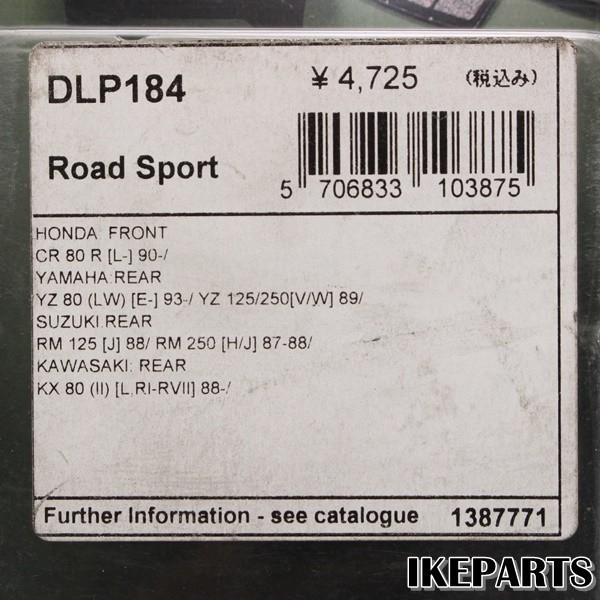 DLP184
¥ 4,725 (税込み)
Road Sport
5 706833 103875
HONDA: FRONT
CR 80 R [L-] 90-/
YAMAHA:REAR
YZ 80 (LW) [E-] 93-/ YZ 125/250[V/W] 89/
SUZUKI:REAR
RM 125 [J] 88/ RM 250 [H/J] 87-88/
KAWASAKI: REAR
KX 80 (II) [L,RI-RVII] 88-/
Further Information - see catalogue 1387771
IKEPARTS